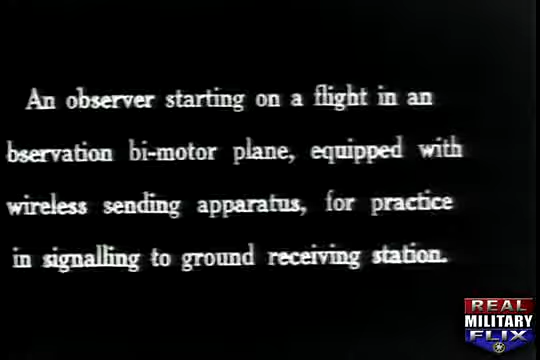 An observer starting on a flight in an
bservation bi-motor plane, equipped with
wireless sending apparatus, for practice
in signalling to ground receiving station.
REAL
MILITARY
FLIX